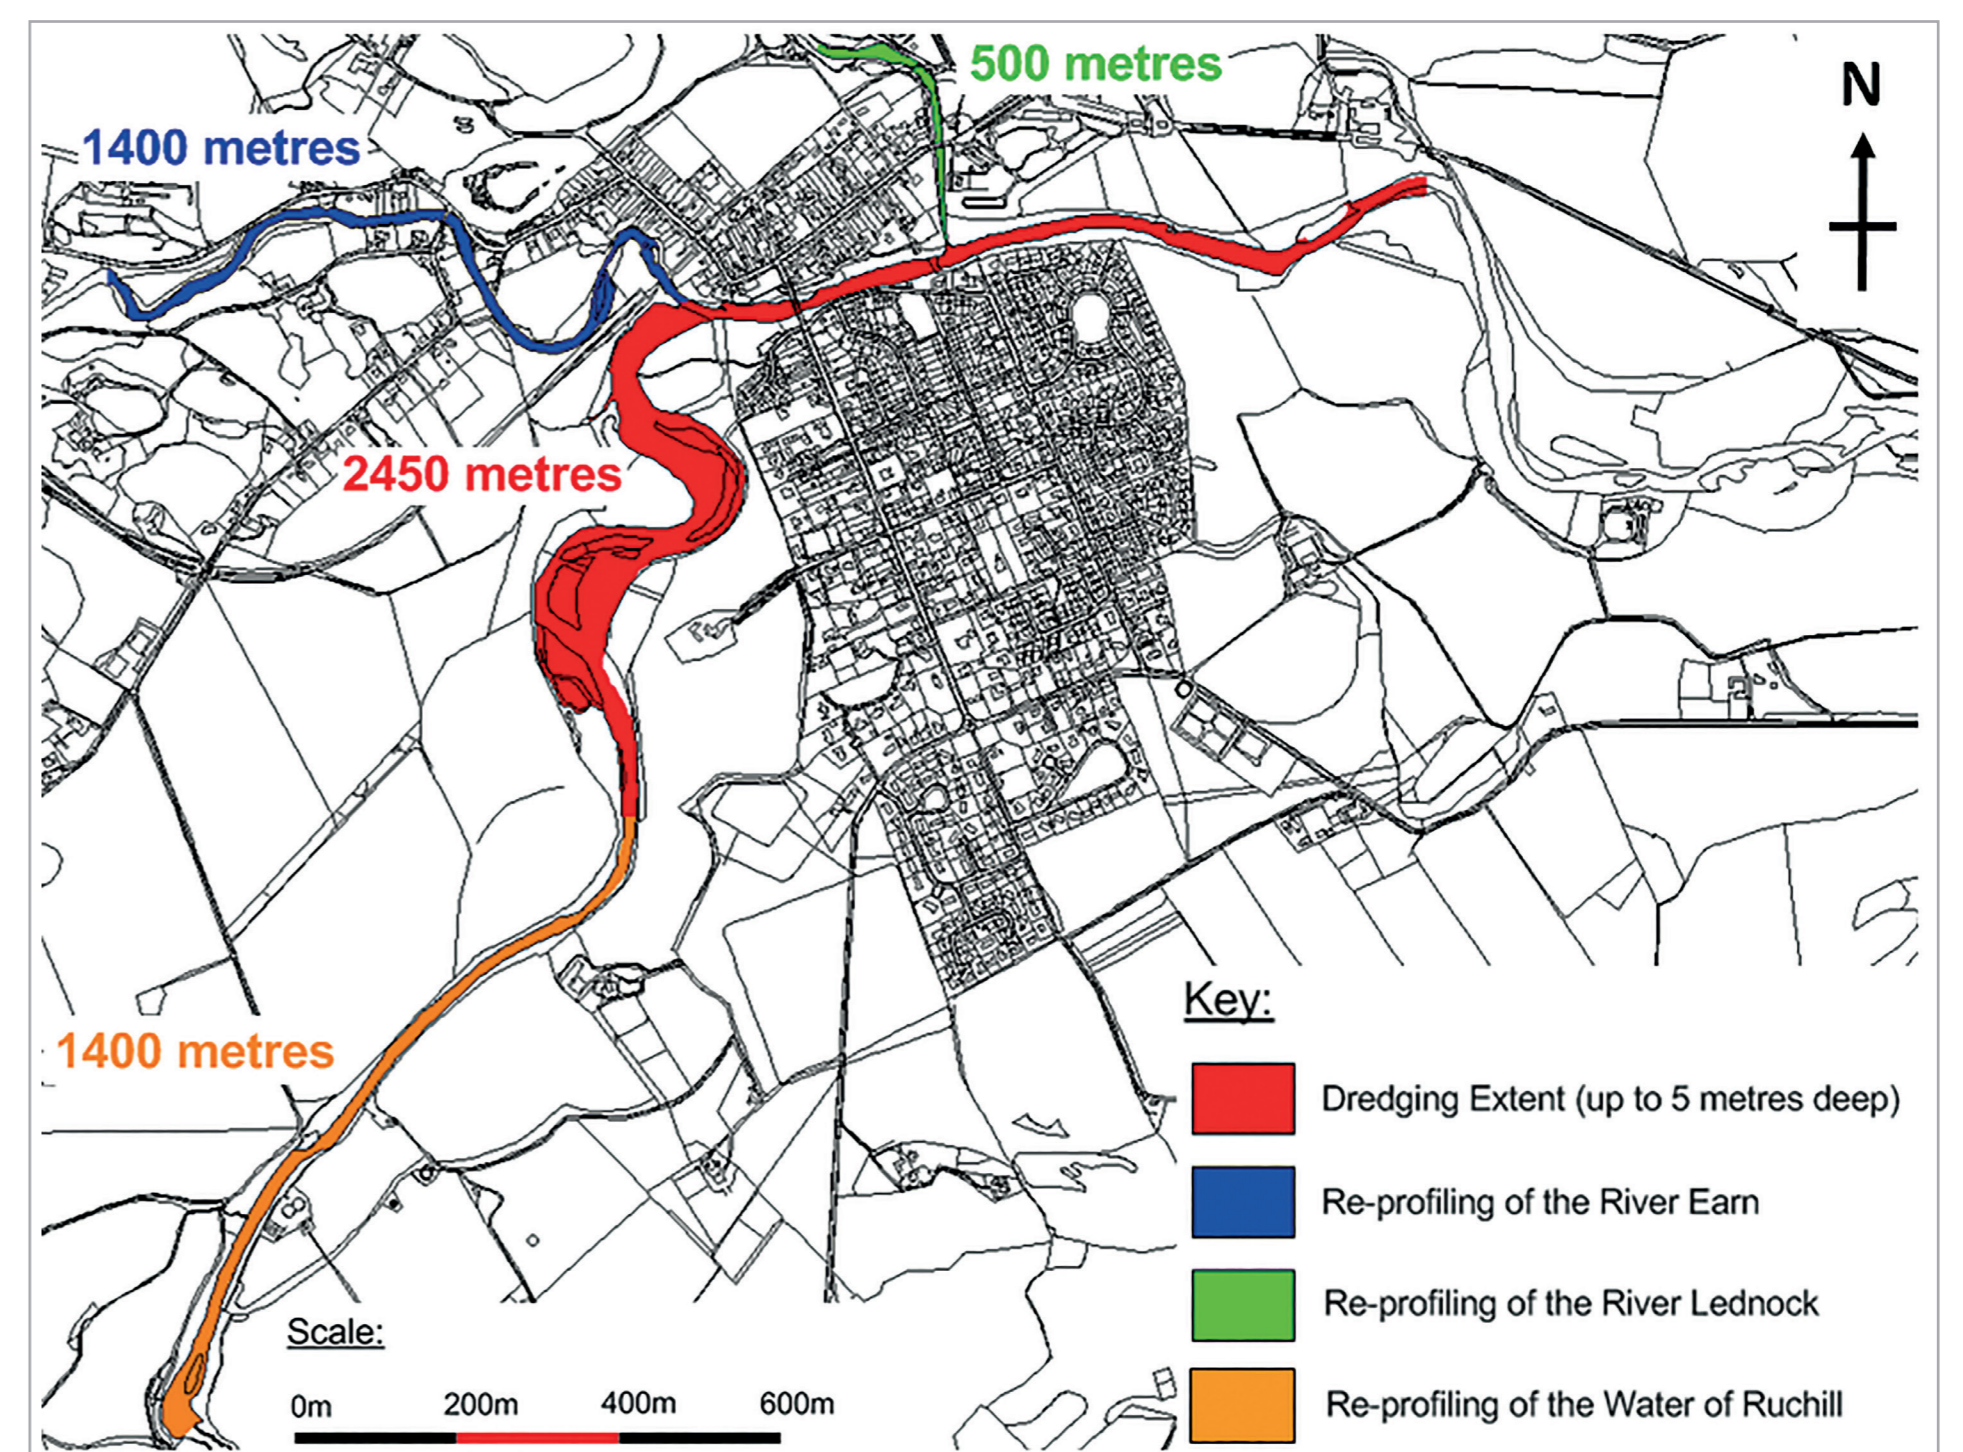 500 metres
N
1400 metres
2450 metres
1400 metres
Key:
Dredging Extent (up to 5 metres deep)
Re-profiling of the River Earn
Re-profiling of the River Lednock
Re-profiling of the Water of Ruchill
Scale:
0m 200m 400m 600m